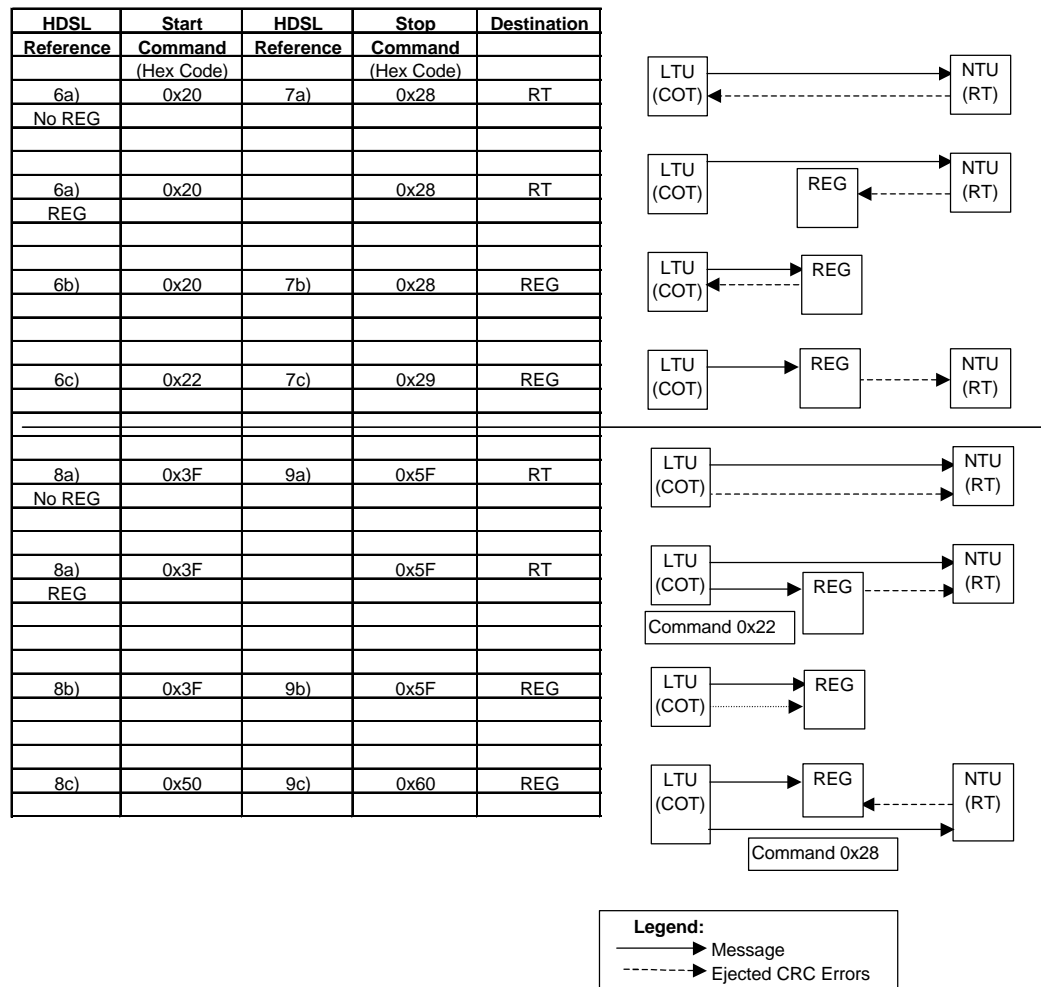 HDSL Start HDSL Stop Destination
Reference Command Reference Command
(Hex Code) (Hex Code)
6a) 0x20 7a) 0x28 RT
No REG
LTU
(COT)
NTU
(RT)
6a) 0x20 0x28 RT
REG
LTU
(COT)
REG
NTU
(RT)
6b) 0x20 7b) 0x28 REG
LTU
(COT)
REG
6c) 0x22 7c) 0x29 REG
LTU
(COT)
REG
NTU
(RT)
8a) 0x3F 9a) 0x5F RT
No REG
LTU
(COT)
NTU
(RT)
8a) 0x3F 0x5F RT
REG
LTU
(COT)
REG
NTU
(RT)
Command 0x22
8b) 0x3F 9b) 0x5F REG
LTU
(COT)
REG
8c) 0x50 9c) 0x60 REG
LTU
(COT)
REG
NTU
(RT)
Command 0x28
Legend:
Message
Ejected CRC Errors